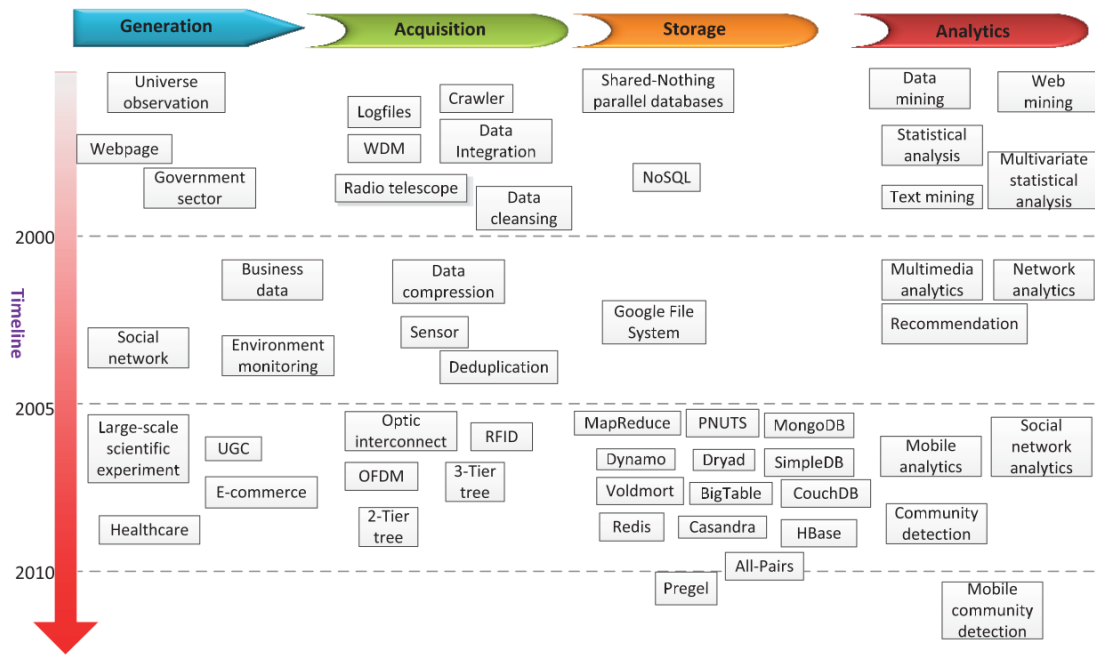 Generation
Acquisition
Storage
Analytics
Timeline
Universe
observation
Webpage
Government
sector
Logfiles
Crawler
WDM
Data
Integration
Radio telescope
Data
cleansing
Shared-Nothing
parallel databases
NoSQL
Data
mining
Web
mining
Statistical
analysis
Multivariate
statistical
analysis
Text mining
2000
Business
data
Social
network
Environment
monitoring
Data
compression
Sensor
Deduplication
Google File
System
Multimedia
analytics
Network
analytics
Recommendation
2005
Large-scale
scientific
experiment
UGC
E-commerce
Healthcare
Optic
interconnect
RFID
OFDM
3-Tier
tree
2-Tier
tree
MapReduce
PNUTS
MongoDB
Dynamo
Dryad
SimpleDB
Voldmort
BigTable
CouchDB
Redis
Casandra
HBase
All-Pairs
Pregel
Mobile
analytics
Social
network
analytics
Community
detection
2010
Mobile
community
detection